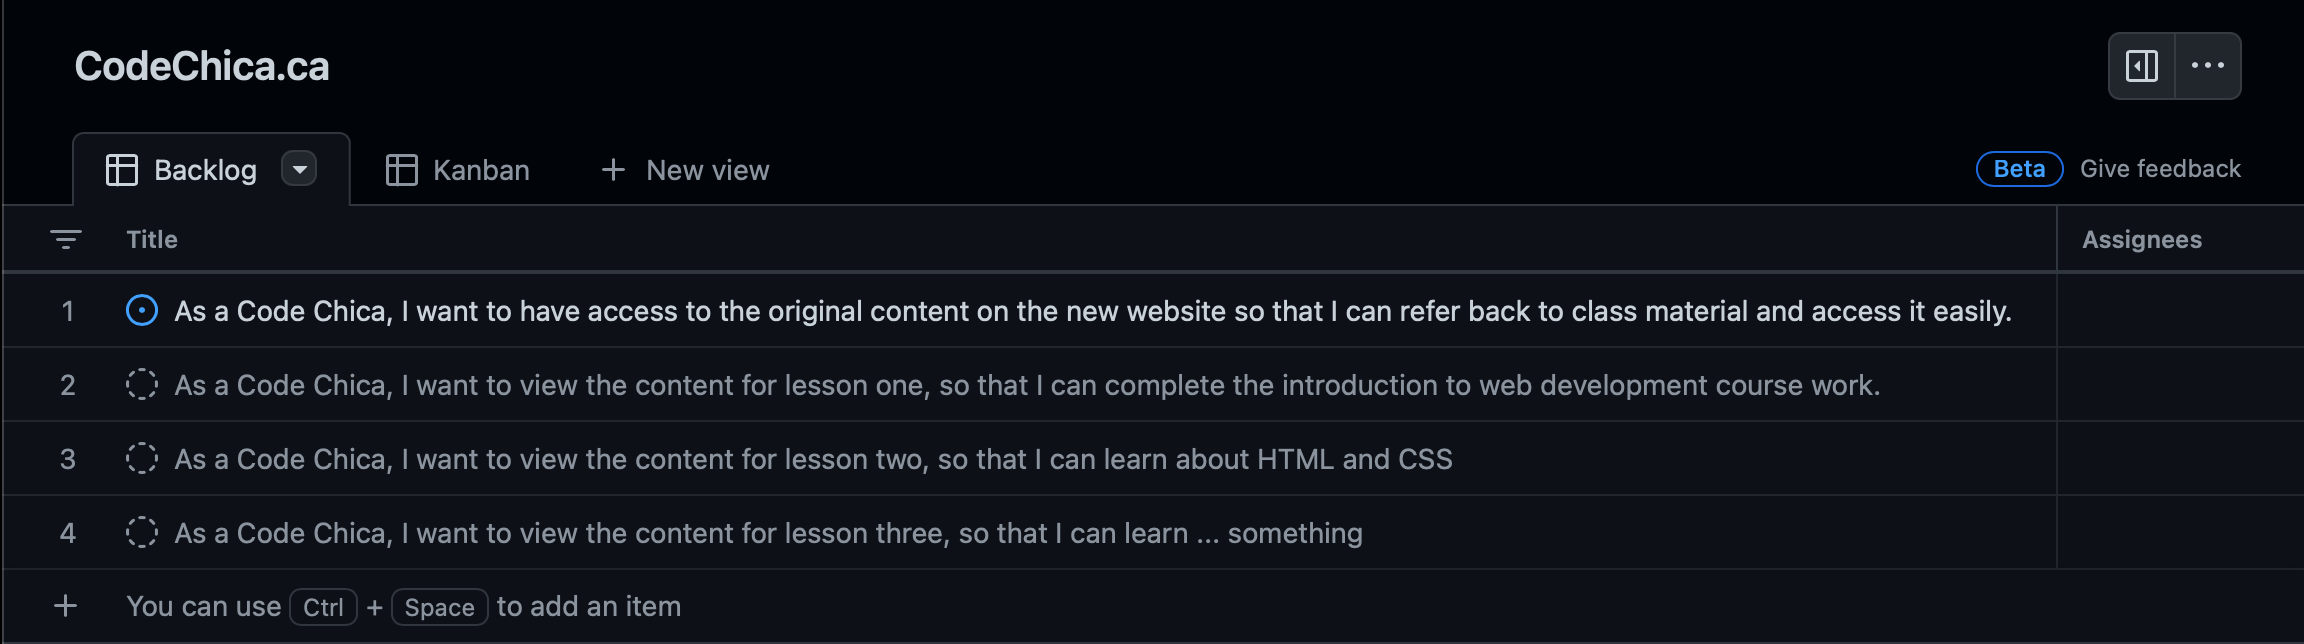 CodeChica.ca
Backlog Kanban + New view Beta Give feedback
Title Assignees
1 As a Code Chica, I want to have access to the original content on the new website so that I can refer back to class material and access it easily.
2 As a Code Chica, I want to view the content for lesson one, so that I can complete the introduction to web development course work.
3 As a Code Chica, I want to view the content for lesson two, so that I can learn about HTML and CSS
4 As a Code Chica, I want to view the content for lesson three, so that I can learn ... something
+ You can use Ctrl + Space to add an item